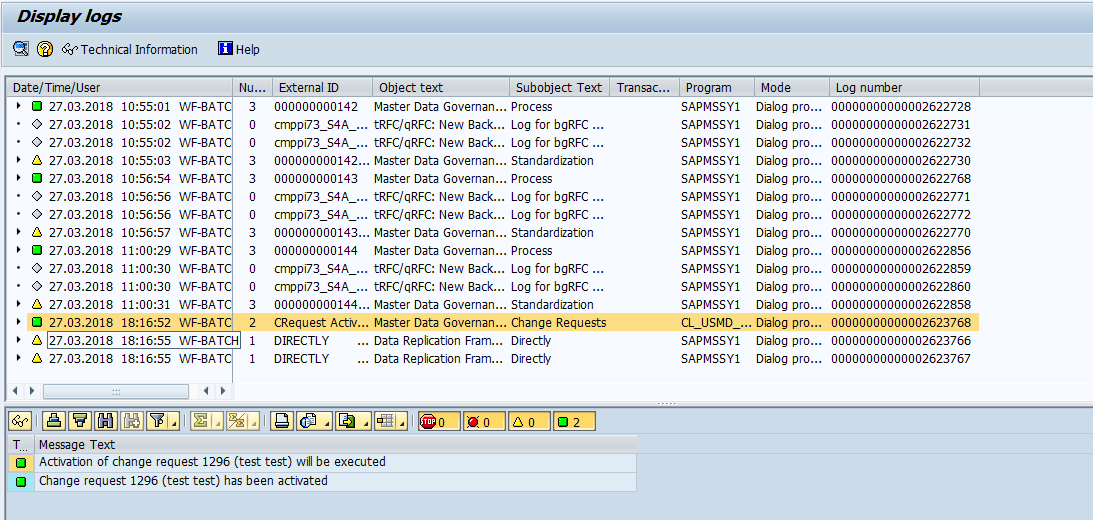 Display logs
Technical Information Help
Date/Time/User Nu... External ID Object text Subobject Text Transac... Program Mode Log number
27.03.2018 10:55:01 WF-BATC 3 000000000142 Master Data Governan... Process SAPMSSY1 Dialog pro... 00000000000002622728
27.03.2018 10:55:02 WF-BATC 0 cmppi73_S4A_... tRFC/qRFC: New Back... Log for bgRFC ... SAPMSSY1 Dialog pro... 00000000000002622731
27.03.2018 10:55:02 WF-BATC 0 cmppi73_S4A_... tRFC/qRFC: New Back... Log for bgRFC ... SAPMSSY1 Dialog pro... 00000000000002622732
27.03.2018 10:55:03 WF-BATC 3 000000000142... Master Data Governan... Standardization SAPMSSY1 Dialog pro... 00000000000002622730
27.03.2018 10:56:54 WF-BATC 3 000000000143 Master Data Governan... Process SAPMSSY1 Dialog pro... 00000000000002622768
27.03.2018 10:56:56 WF-BATC 0 cmppi73_S4A_... tRFC/qRFC: New Back... Log for bgRFC ... SAPMSSY1 Dialog pro... 00000000000002622771
27.03.2018 10:56:56 WF-BATC 0 cmppi73_S4A_... tRFC/qRFC: New Back... Log for bgRFC ... SAPMSSY1 Dialog pro... 00000000000002622772
27.03.2018 10:56:57 WF-BATC 3 000000000143... Master Data Governan... Standardization SAPMSSY1 Dialog pro... 00000000000002622770
27.03.2018 11:00:29 WF-BATC 3 000000000144 Master Data Governan... Process SAPMSSY1 Dialog pro... 00000000000002622856
27.03.2018 11:00:30 WF-BATC 0 cmppi73_S4A_... tRFC/qRFC: New Back... Log for bgRFC ... SAPMSSY1 Dialog pro... 00000000000002622859
27.03.2018 11:00:30 WF-BATC 0 cmppi73_S4A_... tRFC/qRFC: New Back... Log for bgRFC ... SAPMSSY1 Dialog pro... 00000000000002622860
27.03.2018 11:00:31 WF-BATC 3 000000000144... Master Data Governan... Standardization SAPMSSY1 Dialog pro... 00000000000002622858
27.03.2018 18:16:52 WF-BATC 2 CRequest Activ... Master Data Governan... Change Requests CL_USMD_... Dialog pro... 00000000000002623768
27.03.2018 18:16:55 WF-BATCH 1 DIRECTLY ... Data Replication Fram... Directly SAPMSSY1 Dialog pro... 00000000000002623766
27.03.2018 18:16:55 WF-BATC 1 DIRECTLY ... Data Replication Fram... Directly SAPMSSY1 Dialog pro... 00000000000002623767
STOP 0 0 0 2
T... Message Text
Activation of change request 1296 (test test) will be executed
Change request 1296 (test test) has been activated